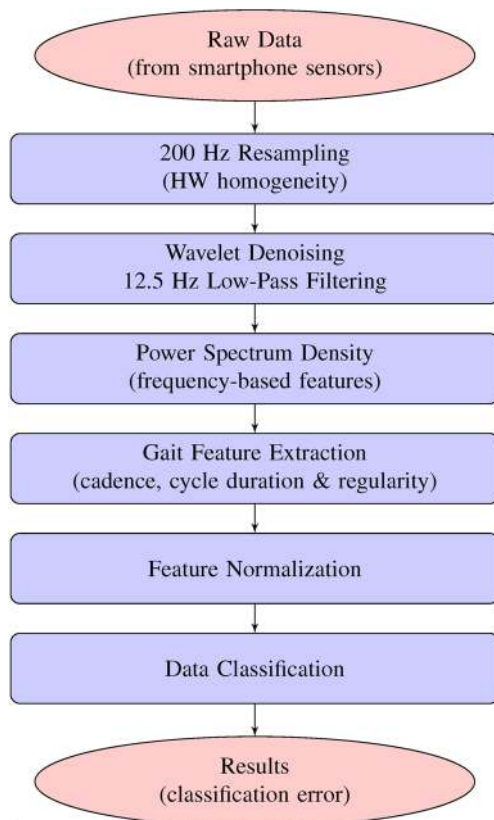 Raw Data
(from smartphone sensors)
200 Hz Resampling
(HW homogeneity)
Wavelet Denoising
12.5 Hz Low-Pass Filtering
Power Spectrum Density
(frequency-based features)
Gait Feature Extraction
(cadence, cycle duration & regularity)
Feature Normalization
Data Classification
Results
(classification error)